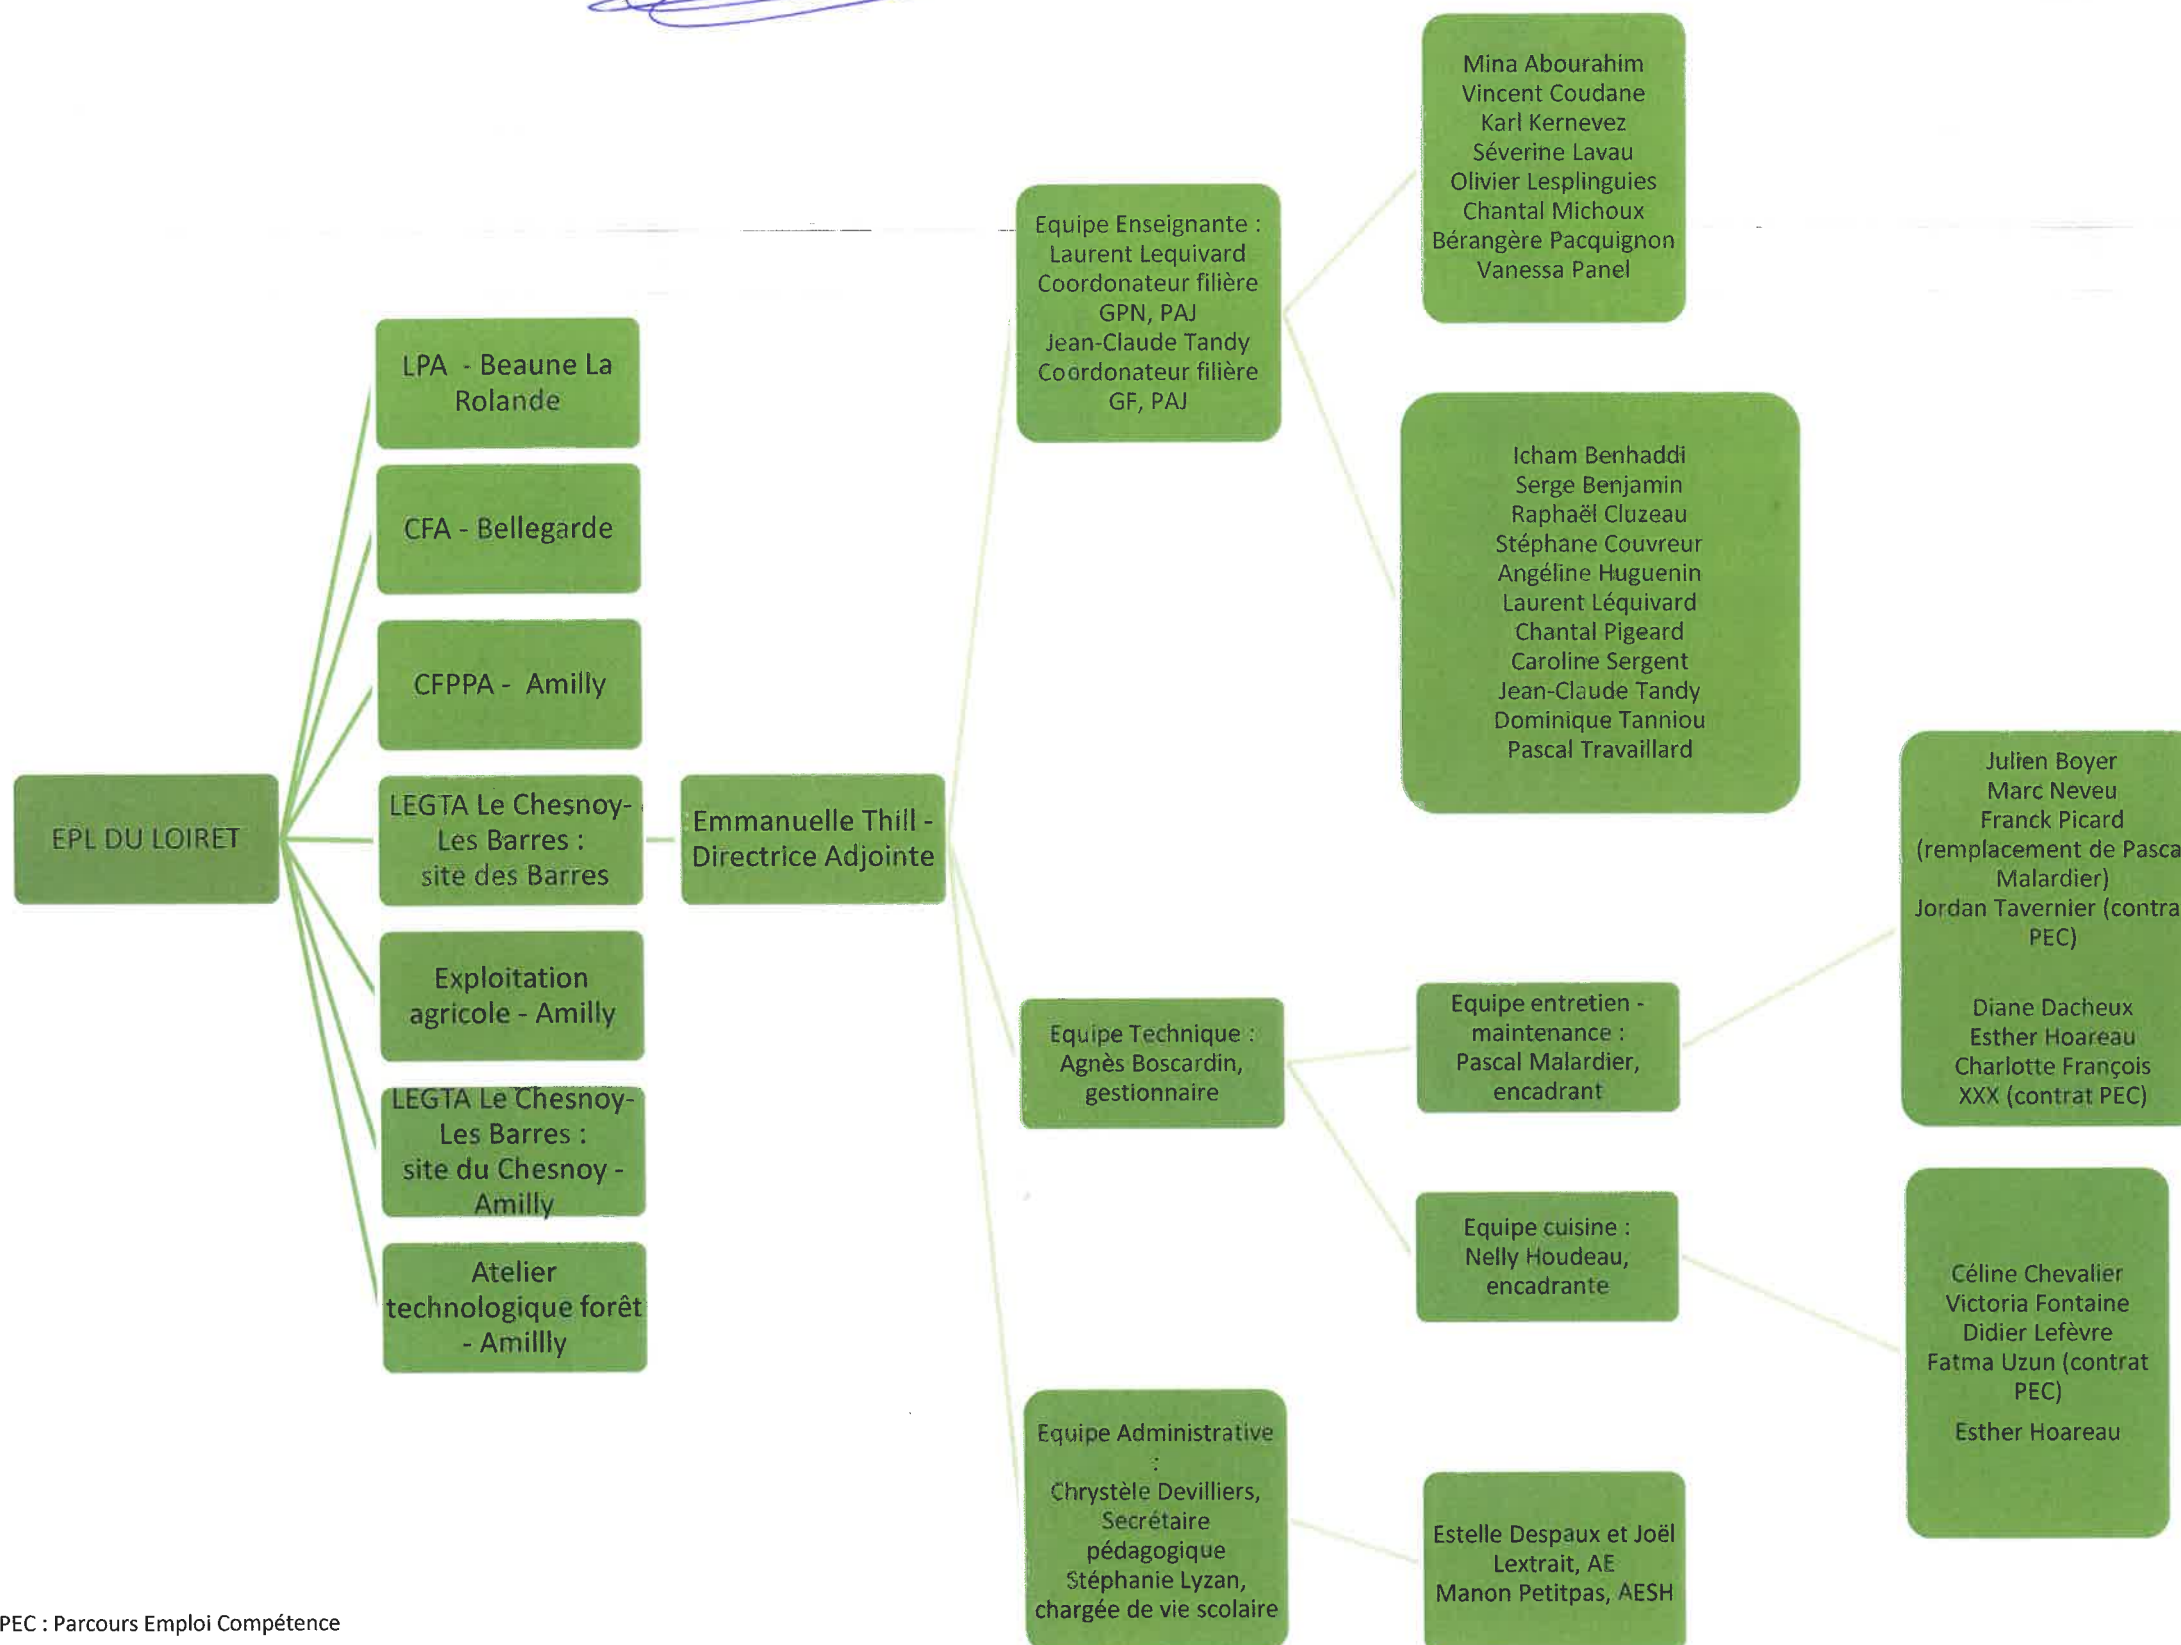 EPL DU LOIRET
LPA - Beaune La
Rolande
CFA - Bellegarde
CFPPA - Amilly
LEGTA Le Chesnoy-
Les Barres :
site des Barres
Exploitation
agricole - Amilly
LEGTA Le Chesnoy-
Les Barres :
site du Chesnoy -
Amilly
Atelier
technologique forêt
- Amillly
Emmanuelle Thill -
Directrice Adjointe
Equipe Enseignante :
Laurent Lequivard
Coordonateur filière
GPN, PAJ
Jean-Claude Tandy
Coordonateur filière
GF, PAJ
Mina Abourahim
Vincent Coudane
Karl Kernevez
Séverine Lavau
Olivier Lesplinguies
Chantal Michoux
Bérangère Pacquignon
Vanessa Panel
Icham Benhaddi
Serge Benjamin
Raphaël Cluzeau
Stéphane Couvreur
Angéline Huguenin
Laurent Léquivard
Chantal Pigeard
Caroline Sergent
Jean-Claude Tandy
Dominique Tanniou
Pascal Travaillard
Equipe Technique :
Agnès Boscardin,
gestionnaire
Equipe entretien -
maintenance :
Pascal Malardier,
encadrant
Julien Boyer
Marc Neveu
Franck Picard
(remplacement de Pasca
Malardier)
Jordan Tavernier (contra
PEC)
Diane Dacheux
Esther Hoareau
Charlotte François
XXX (contrat PEC)
Equipe cuisine :
Nelly Houdeau,
encadrante
Céline Chevalier
Victoria Fontaine
Didier Lefèvre
Fatma Uzun (contrat
PEC)
Esther Hoareau
Equipe Administrative
:
Chrystèle Devilliers,
Secrétaire
pédagogique
Stéphanie Lyzan,
chargée de vie scolaire
Estelle Despaux et Joël
Lextrait, AE
Manon Petitpas, AESH
PEC : Parcours Emploi Compétence